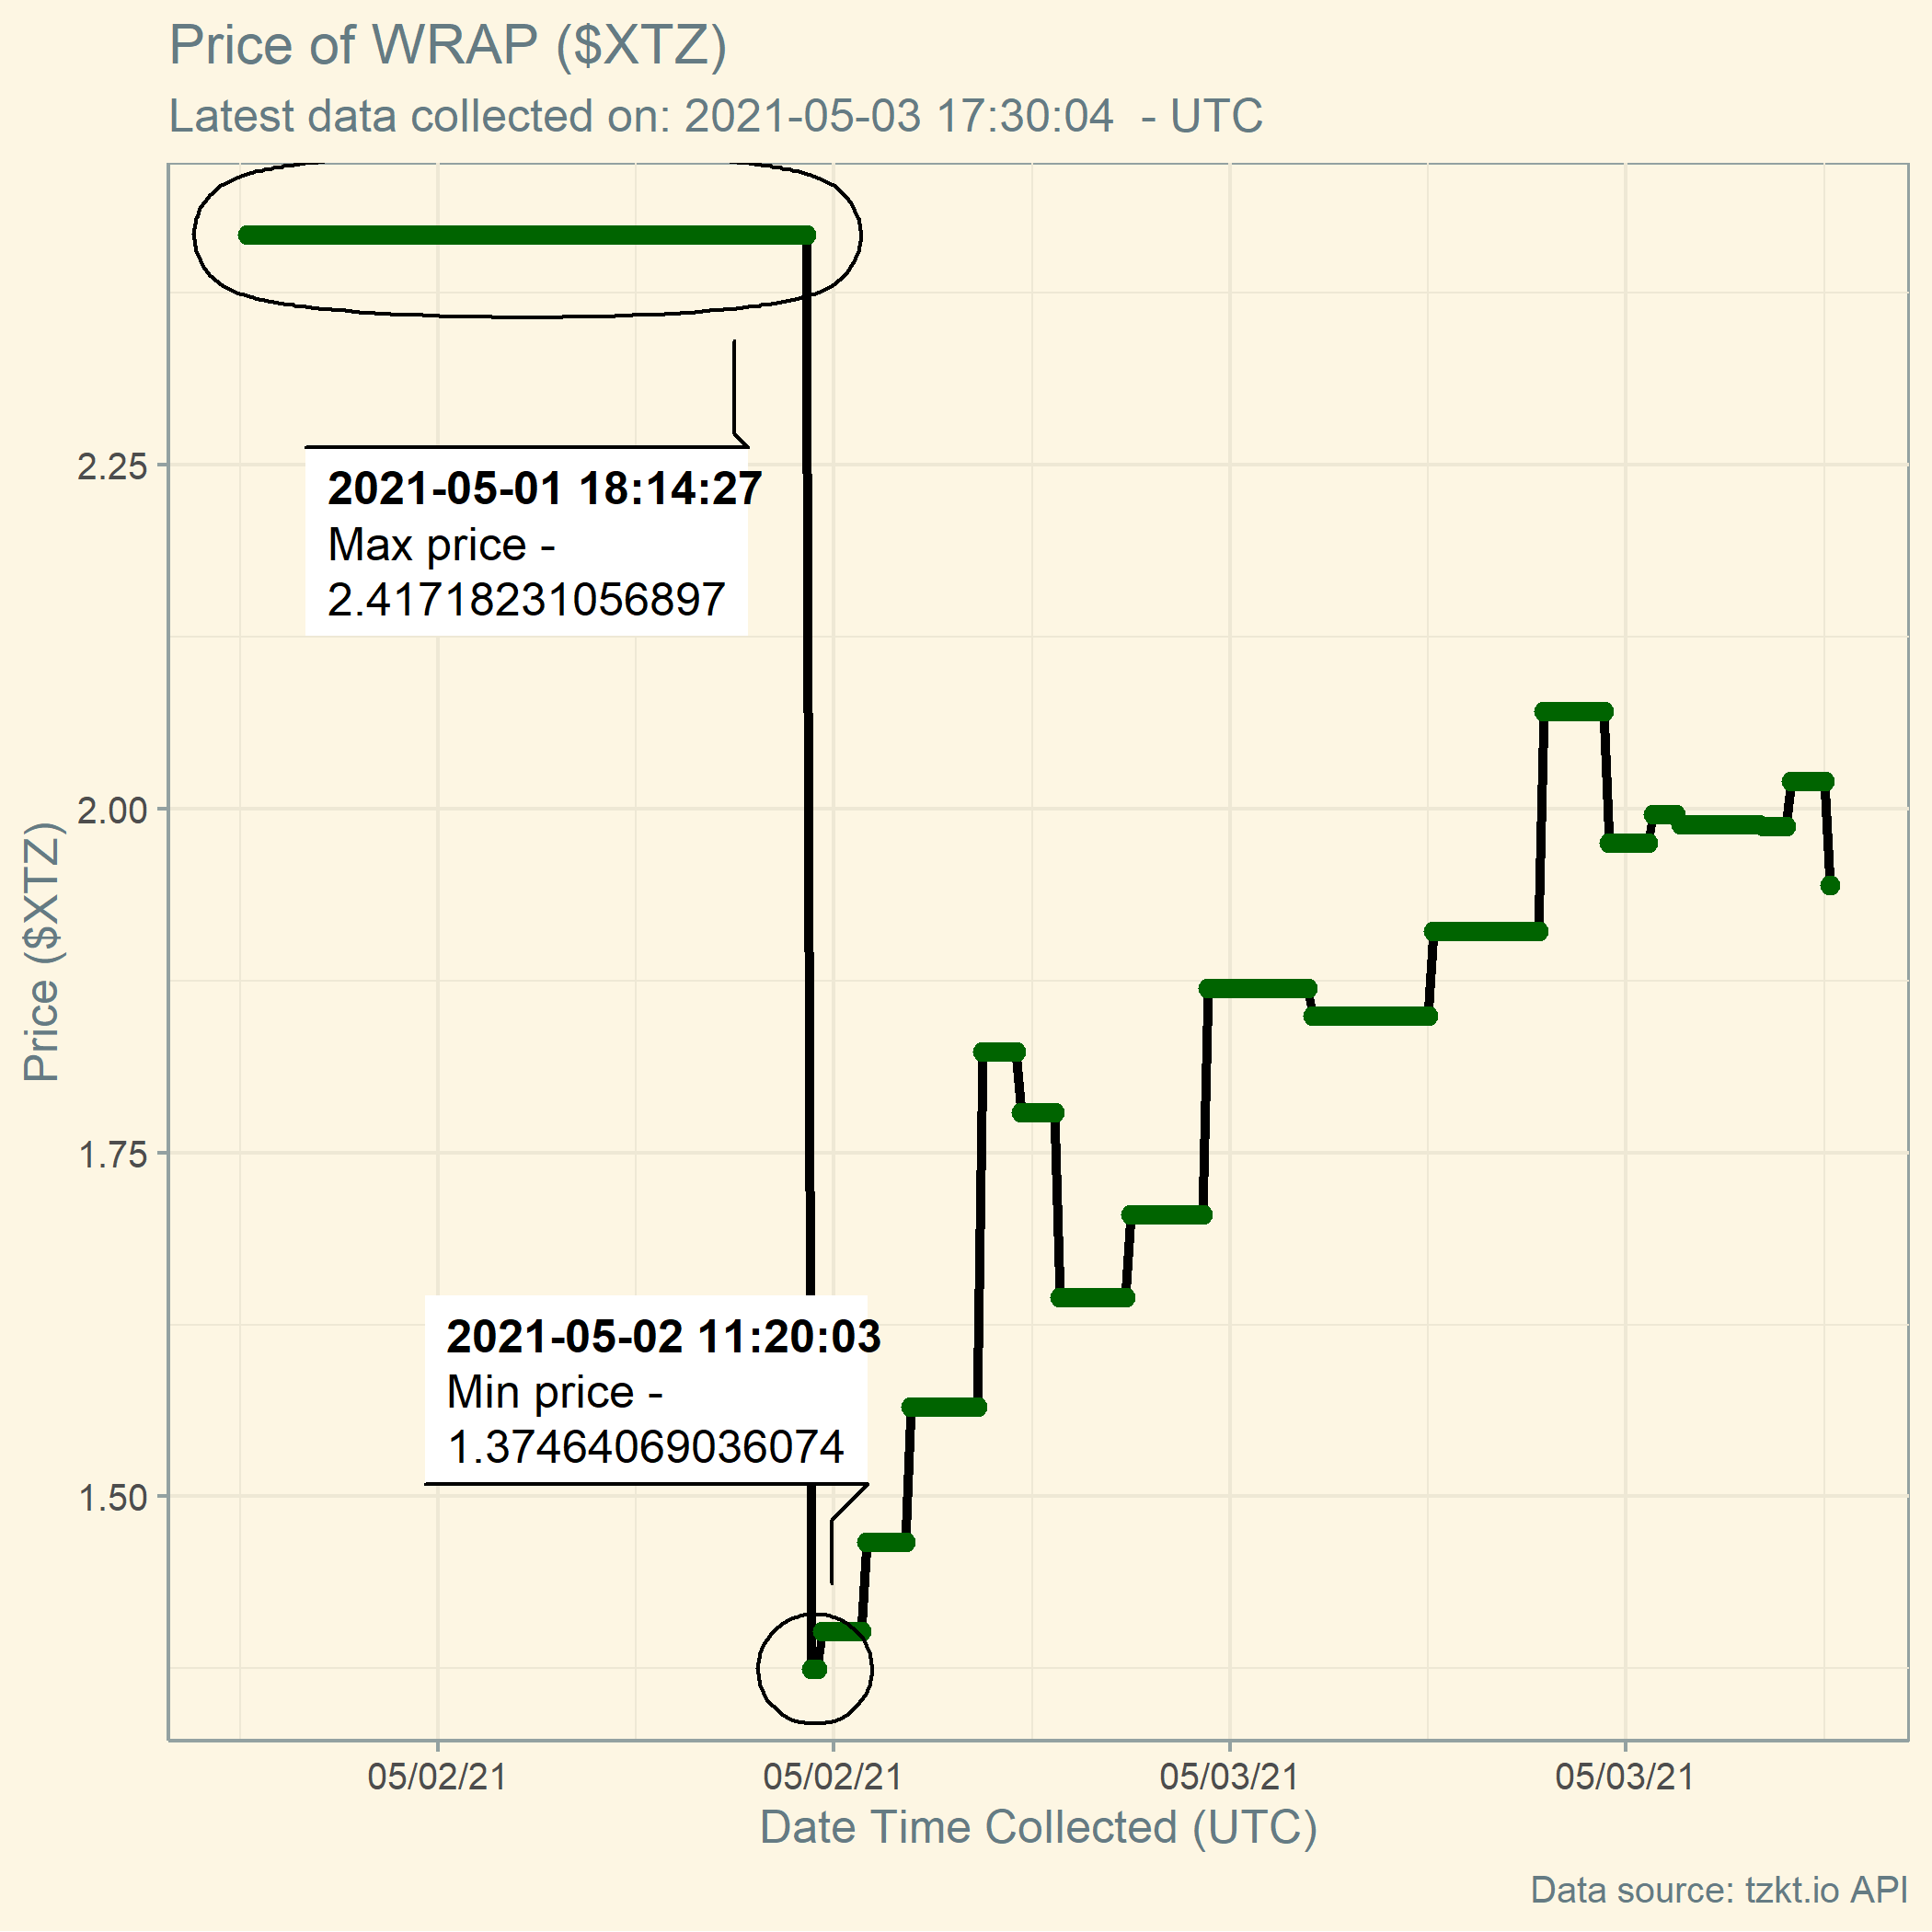 Price of WRAP ($XTZ)
Latest data collected on: 2021-05-03 17:30:04  - UTC
2021-05-01 18:14:27
Max price -
2.41718231056897
2021-05-02 11:20:03
Min price -
1.37464069036074
2.25
2.00
1.75
1.50
Price ($XTZ)
05/02/21
05/02/21
05/03/21
05/03/21
Date Time Collected (UTC)
Data source: tzkt.io API